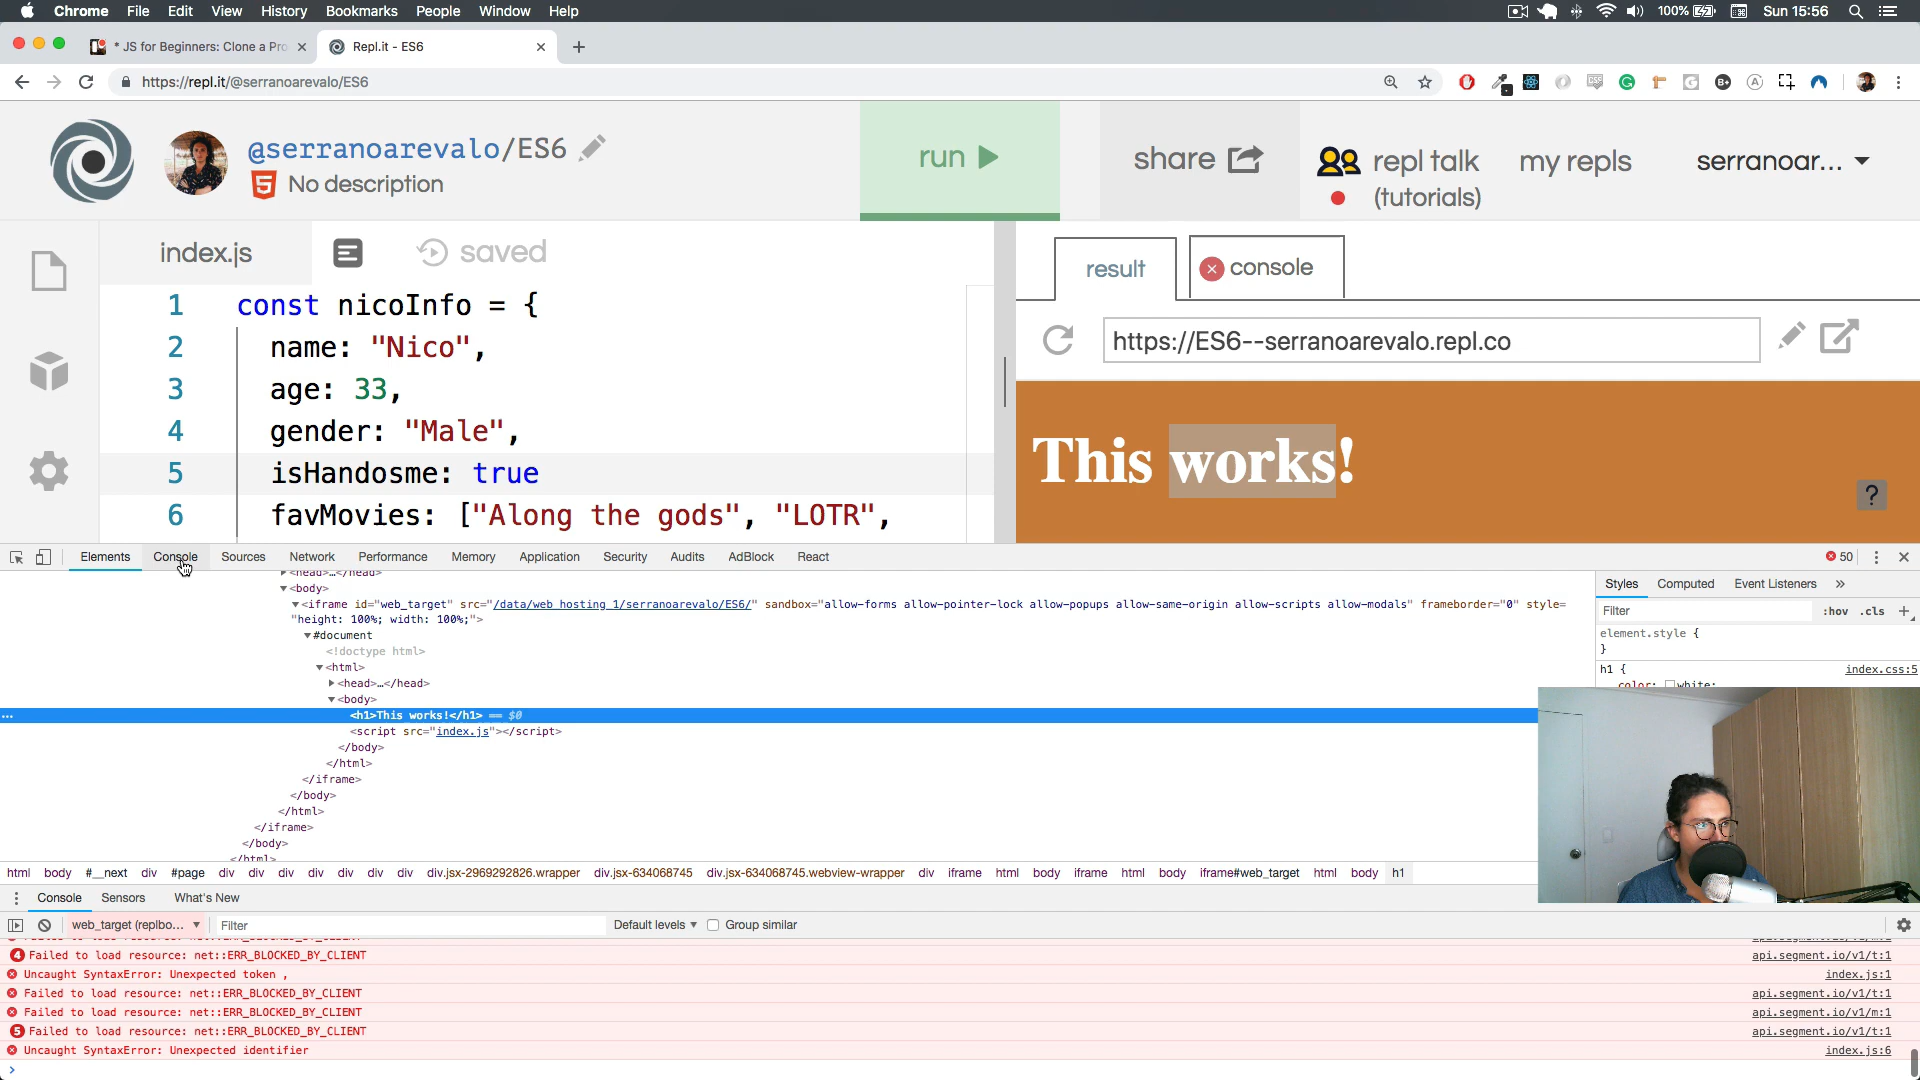 Chrome File Edit View History Bookmarks People Window Help 100% Sun 15:56
* JS for Beginners: Clone a Pro Repl.it - ES6
https://repl.it/@serranoarevalo/ES6
@serranoarevalo/ES6
No description
run
share
repl talk
(tutorials)
my repls
serranoar...
index.js
saved
result
console
https://ES6--serranoarevalo.repl.co
1 const nicoInfo = {
2 name: "Nico",
3 age: 33,
4 gender: "Male",
5 isHandosme: true
6 favMovies: ["Along the gods", "LOTR",
This works!
?
Elements Console Sources Network Performance Memory Application Security Audits AdBlock React 50
<head>…</head>
<body>
<iframe id="web_target" src="/data/web_hosting_1/serranoarevalo/ES6/" sandbox="allow-forms allow-pointer-lock allow-popups allow-same-origin allow-scripts allow-modals" frameborder="0" style=
"height: 100%; width: 100%;">
#document
<!doctype html>
<html>
<head>…</head>
<body>
<h1>This works!</h1> == $0
<script src="index.js"></script>
</body>
</html>
</iframe>
</body>
</html>
</iframe>
</body>
</html>
Styles Computed Event Listeners »
Filter :hov .cls +
element.style {
}
h1 { index.css:5
color: white;
html body #__next div #page div div div div div div div div.jsx-2969292826.wrapper div.jsx-634068745 div.jsx-634068745.webview-wrapper div iframe html body iframe html body iframe#web_target html body h1
Console Sensors What's New
web_target (replbo... Filter Default levels Group similar
4 Failed to load resource: net::ERR_BLOCKED_BY_CLIENT api.segment.io/v1/t:1
Uncaught SyntaxError: Unexpected token , index.js:1
Failed to load resource: net::ERR_BLOCKED_BY_CLIENT api.segment.io/v1/t:1
Failed to load resource: net::ERR_BLOCKED_BY_CLIENT api.segment.io/v1/m:1
5 Failed to load resource: net::ERR_BLOCKED_BY_CLIENT api.segment.io/v1/t:1
Uncaught SyntaxError: Unexpected identifier index.js:6
>